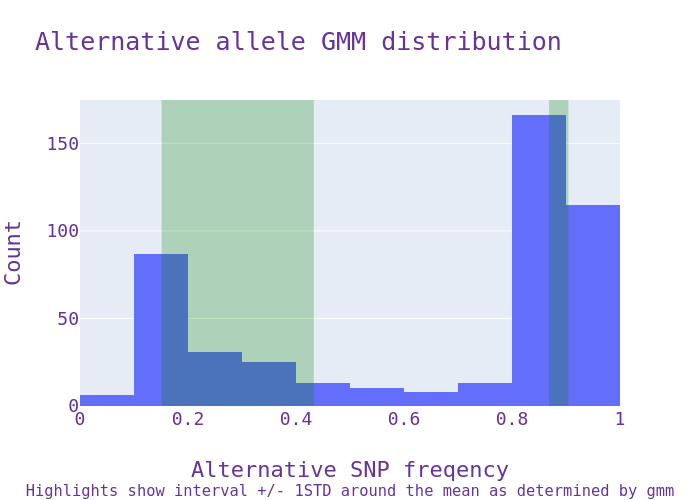 Alternative allele GMM distribution
150
100
50
0
Count
0 0.2 0.4 0.6 0.8 1
Alternative SNP freqency
Highlights show interval +/- 1STD around the mean as determined by gmm